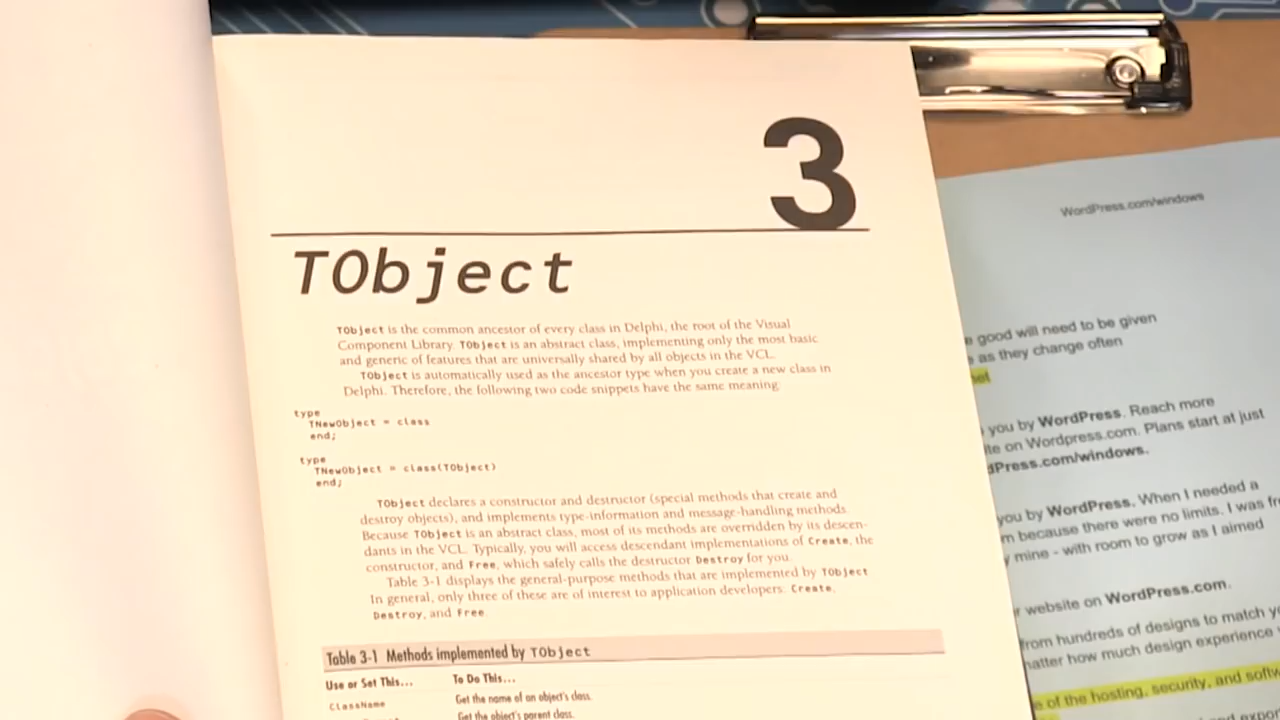 3
TObject
TObject is the common ancestor of every class in Delphi, the root of the Visual
Component Library. TObject is an abstract class, implementing only the most basic
and generic of features that are universally shared by all objects in the VCL.
TObject is automatically used as the ancestor type when you create a new class in
Delphi. Therefore, the following two code snippets have the same meaning:
type
TNewObject = class
end;
type
TNewObject = class(TObject)
end;
TObject declares a constructor and destructor (special methods that create and
destroy objects), and implements type-information and message-handling methods.
Because TObject is an abstract class, most of its methods are overridden by its descen-
dants in the VCL. Typically, you will access descendant implementations of Create, the
constructor, and Free, which safely calls the destructor Destroy for you.
Table 3-1 displays the general-purpose methods that are implemented by TObject.
In general, only three of these are of interest to application developers: Create,
Destroy, and Free.
Table 3-1 Methods implemented by TObject
Use or Set This... To Do This...
ClassName Get the name of an object's class.
Get the object's parent class.
WordPress.com/windows
good will need to be given
as they change often
you by WordPress. Reach more
on Wordpress.com. Plans start at just
Press.com/windows.
you by WordPress. When I needed a
because there were no limits. I was
mine - with room to grow as I aimed
website on WordPress.com.
from hundreds of designs to match
how much design experience
of the hosting, security, and